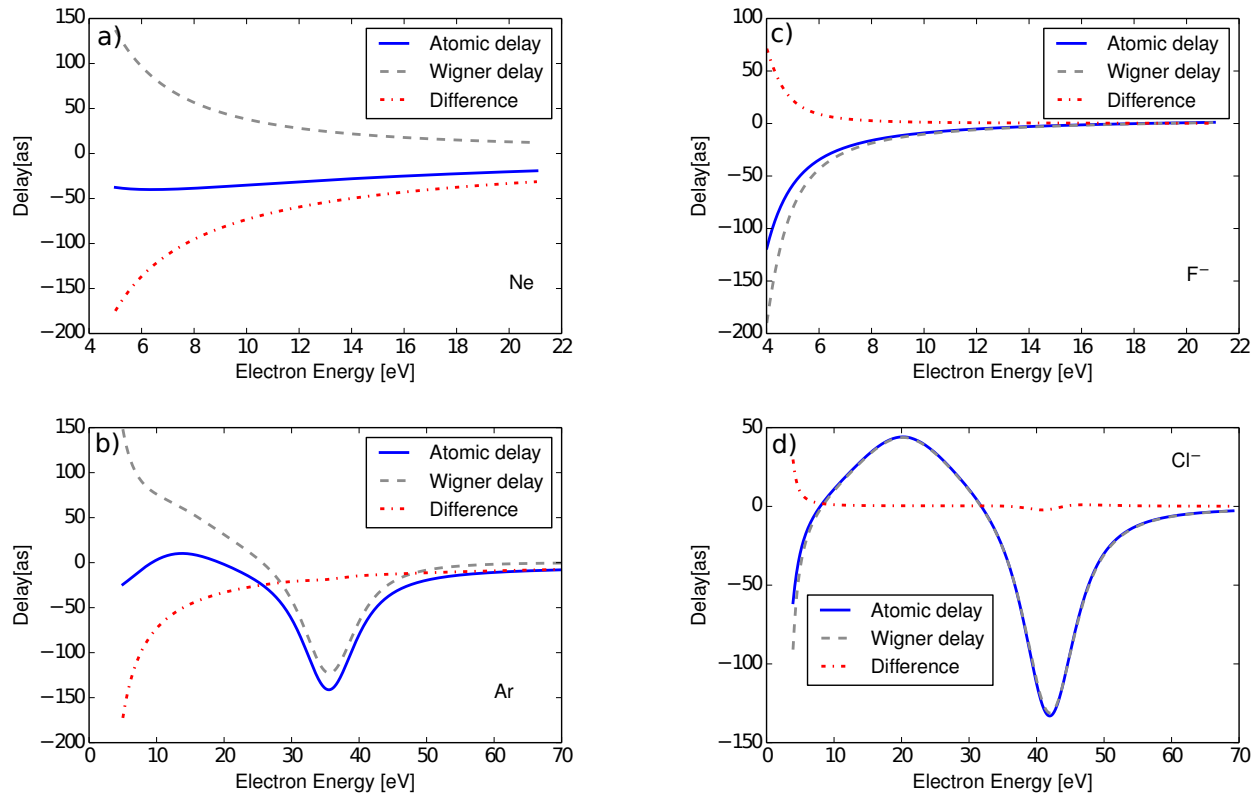 a)
Atomic delay
Wigner delay
Difference
Ne
150
100
50
0
−50
−100
−150
−200
Delay[as]
4 6 8 10 12 14 16 18 20 22
Electron Energy [eV]
c)
Atomic delay
Wigner delay
Difference
F⁻
100
50
0
−50
−100
−150
−200
Delay[as]
4 6 8 10 12 14 16 18 20 22
Electron Energy [eV]
b)
Atomic delay
Wigner delay
Difference
Ar
150
100
50
0
−50
−100
−150
−200
Delay[as]
0 10 20 30 40 50 60 70
Electron Energy [eV]
d)
Cl⁻
Atomic delay
Wigner delay
Difference
50
0
−50
−100
−150
Delay[as]
0 10 20 30 40 50 60 70
Electron Energy [eV]